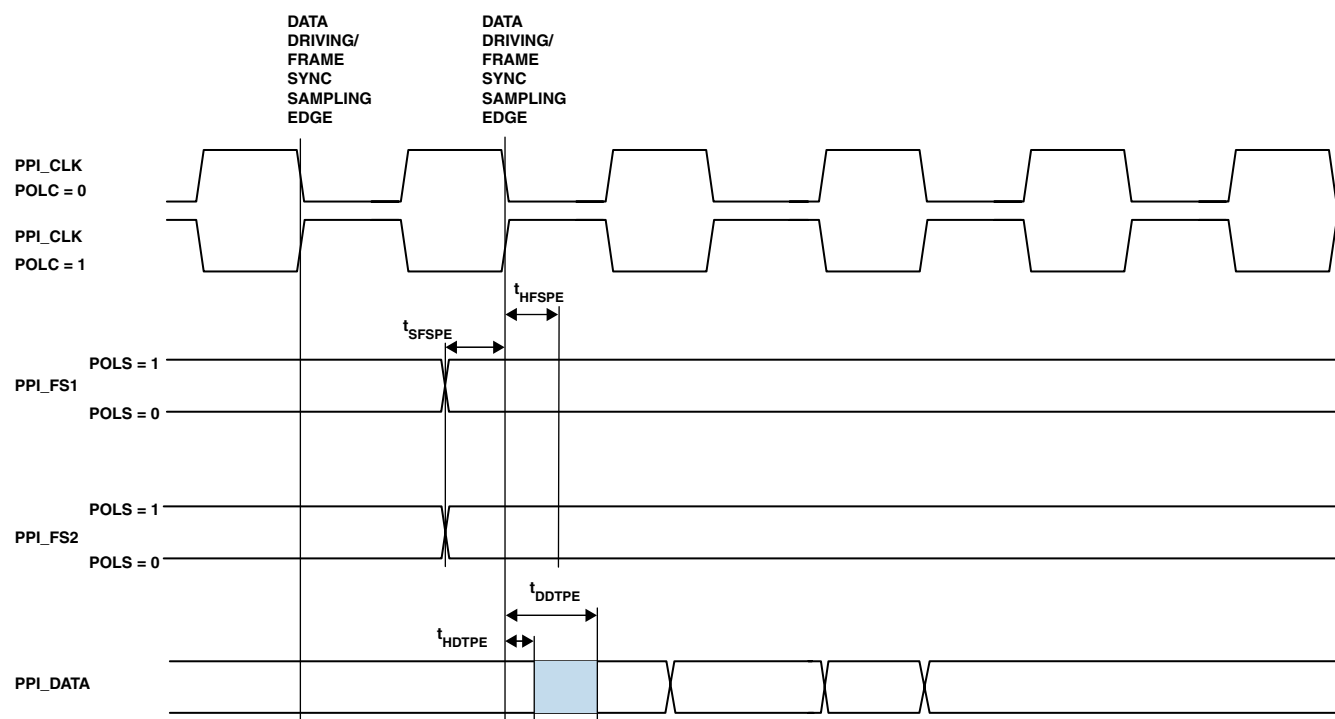 DATA
DRIVING/
FRAME
SYNC
SAMPLING
EDGE
DATA
DRIVING/
FRAME
SYNC
SAMPLING
EDGE
PPI_CLK
POLC = 0
PPI_CLK
POLC = 1
tHFSPE
tSFSPE
POLS = 1
PPI_FS1
POLS = 0
POLS = 1
PPI_FS2
POLS = 0
tDDTPE
tHDTPE
PPI_DATA